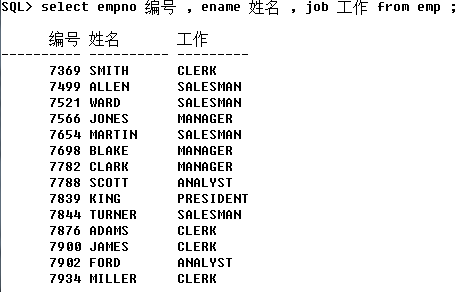 SQL> select empno 编号 , ename 姓名 , job 工作 from emp ;
编号 姓名 工作
---------- ---------- ---------
7369 SMITH CLERK
7499 ALLEN SALESMAN
7521 WARD SALESMAN
7566 JONES MANAGER
7654 MARTIN SALESMAN
7698 BLAKE MANAGER
7782 CLARK MANAGER
7788 SCOTT ANALYST
7839 KING PRESIDENT
7844 TURNER SALESMAN
7876 ADAMS CLERK
7900 JAMES CLERK
7902 FORD ANALYST
7934 MILLER CLERK